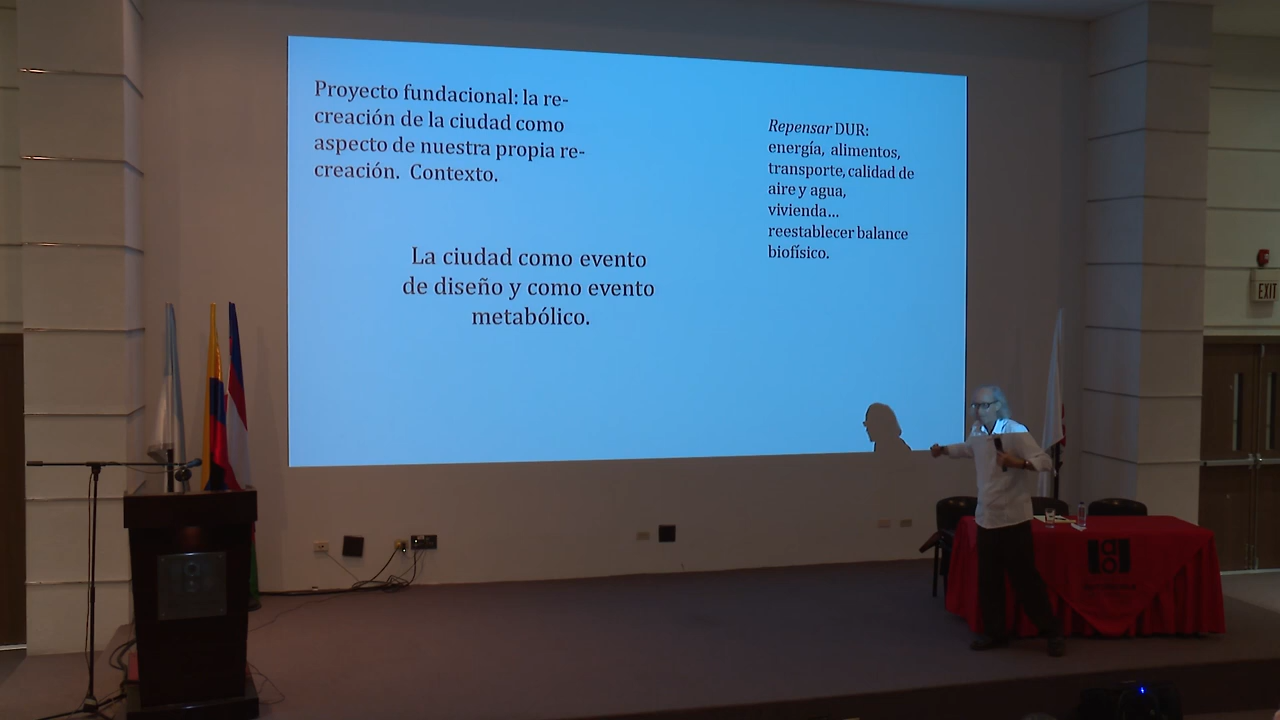 Proyecto fundacional: la re-
creación de la ciudad como
aspecto de nuestra propia re-
creación. Contexto.
La ciudad como evento
de diseño y como evento
metabólico.
Repensar DUR:
energía, alimentos,
transporte, calidad de
aire y agua,
vivienda...
reestablecer balance
biofísico.
EXIT